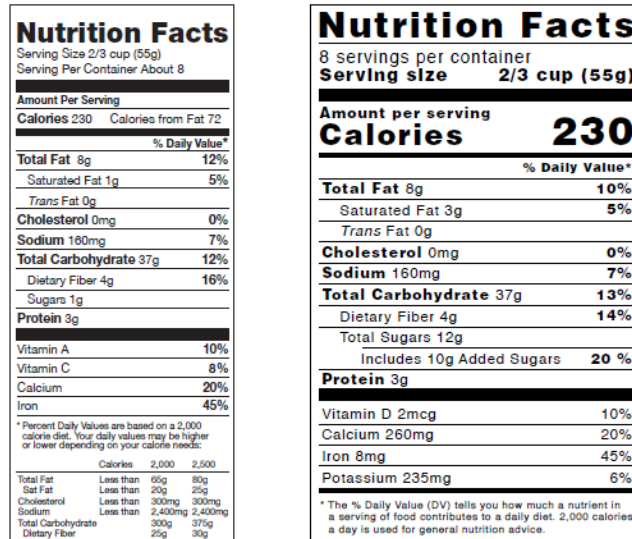 Nutrition Facts
Serving Size 2/3 cup (55g)
Serving Per Container About 8
Amount Per Serving
Calories 230 Calories from Fat 72
% Daily Value*
Total Fat 8g 12%
Saturated Fat 1g 5%
Trans Fat 0g
Cholesterol 0mg 0%
Sodium 160mg 7%
Total Carbohydrate 37g 12%
Dietary Fiber 4g 16%
Sugars 1g
Protein 3g
Vitamin A 10%
Vitamin C 8%
Calcium 20%
Iron 45%
* Percent Daily Values are based on a 2,000
calorie diet. Your daily values may be higher
or lower depending on your calorie needs:
Calories 2,000 2,500
Total Fat Less than 65g 80g
Sat Fat Less than 20g 25g
Cholesterol Less than 300mg 300mg
Sodium Less than 2,400mg 2,400mg
Total Carbohydrate 300g 375g
Dietary Fiber 25g 30g
Nutrition Facts
8 servings per container
Serving size 2/3 cup (55g)
Amount per serving
Calories 230
% Daily Value*
Total Fat 8g 10%
Saturated Fat 3g 5%
Trans Fat 0g
Cholesterol 0mg 0%
Sodium 160mg 7%
Total Carbohydrate 37g 13%
Dietary Fiber 4g 14%
Total Sugars 12g
Includes 10g Added Sugars 20 %
Protein 3g
Vitamin D 2mcg 10%
Calcium 260mg 20%
Iron 8mg 45%
Potassium 235mg 6%
* The % Daily Value (DV) tells you how much a nutrient in
a serving of food contributes to a daily diet. 2,000 calories
a day is used for general nutrition advice.